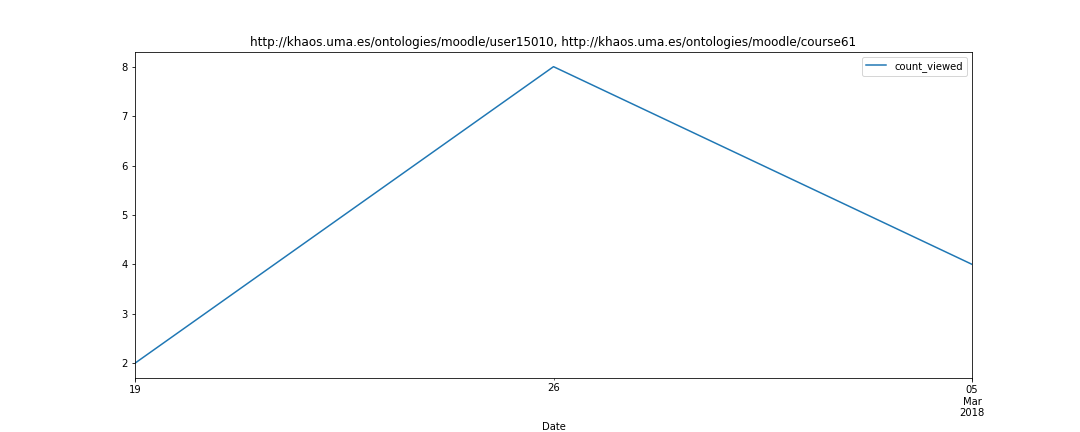 http://khaos.uma.es/ontologies/moodle/user15010, http://khaos.uma.es/ontologies/moodle/course61
count_viewed
8
7
6
5
4
3
2
19
26
05
Mar
2018
Date